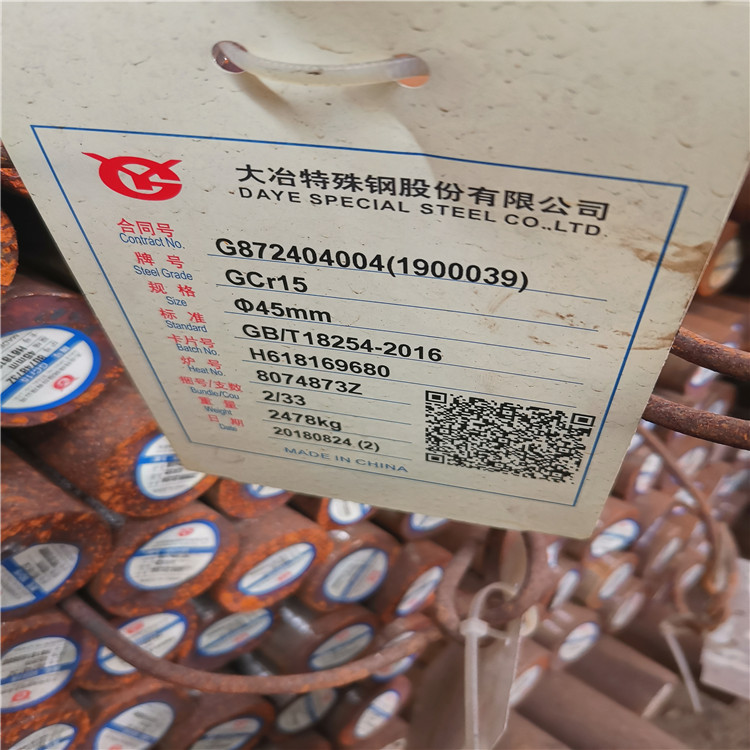 大冶特殊钢股份有限公司
DAYE SPECIAL STEEL CO.,LTD.
合同号 G872404004(1900039)
Contract No.
牌号 GCr15
Steel Grade
规格 Φ45mm
Size
标准 GB/T18254-2016
Standard
卡片号 H618169680
Batch No.
炉号 8074873Z
Heat No.
捆号/支数 2/33
Bundle/Cou
重量 2478kg
Weight
日期 20180824 (2)
Date
MADE IN CHINA